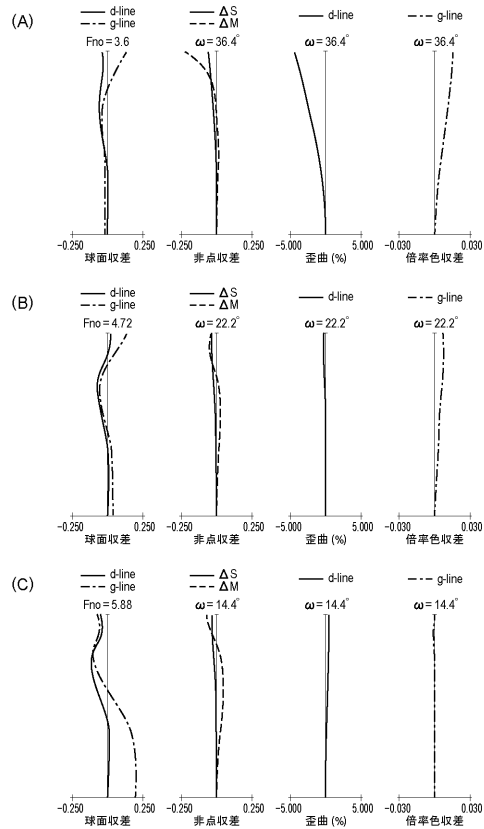 (A)
d-line
g-line
Fno = 3.6
ΔS
ΔM
ω = 36.4°
d-line
ω = 36.4°
g-line
ω = 36.4°
−0.250 0.250
球面収差
−0.250 0.250
非点収差
−5.000 5.000
歪曲 (%)
−0.030 0.030
倍率色収差
(B)
d-line
g-line
Fno = 4.72
ΔS
ΔM
ω = 22.2°
d-line
ω = 22.2°
g-line
ω = 22.2°
−0.250 0.250
球面収差
−0.250 0.250
非点収差
−5.000 5.000
歪曲 (%)
−0.030 0.030
倍率色収差
(C)
d-line
g-line
Fno = 5.88
ΔS
ΔM
ω = 14.4°
d-line
ω = 14.4°
g-line
ω = 14.4°
−0.250 0.250
球面収差
−0.250 0.250
非点収差
−5.000 5.000
歪曲 (%)
−0.030 0.030
倍率色収差